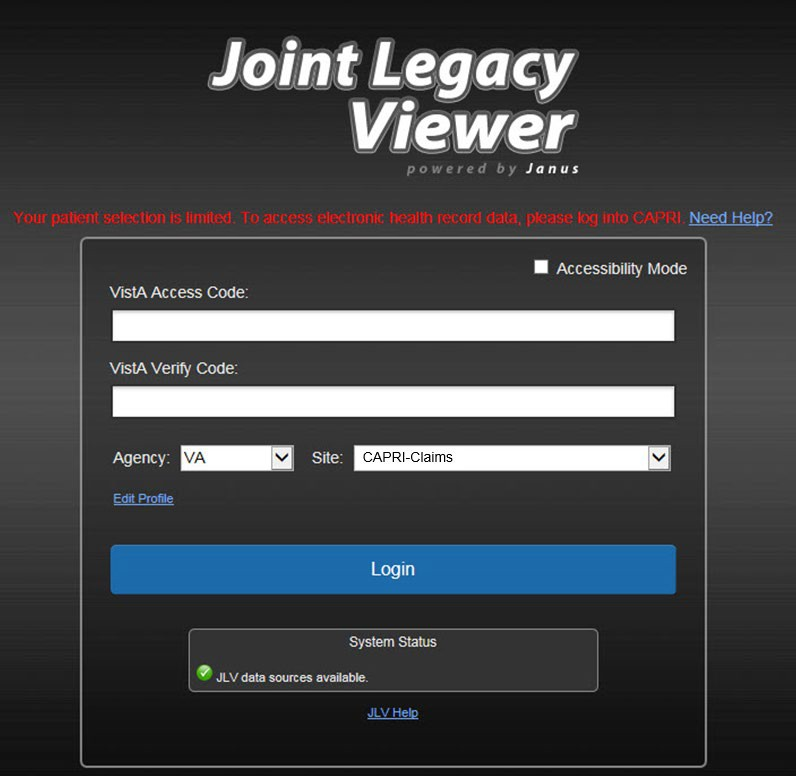 Joint Legacy
Viewer
powered by Janus
Your patient selection is limited. To access electronic health record data, please log into CAPRI. Need Help?
Accessibility Mode
VistA Access Code:
VistA Verify Code:
Agency: VA Site: CAPRI-Claims
Edit Profile
Login
System Status
JLV data sources available.
JLV Help